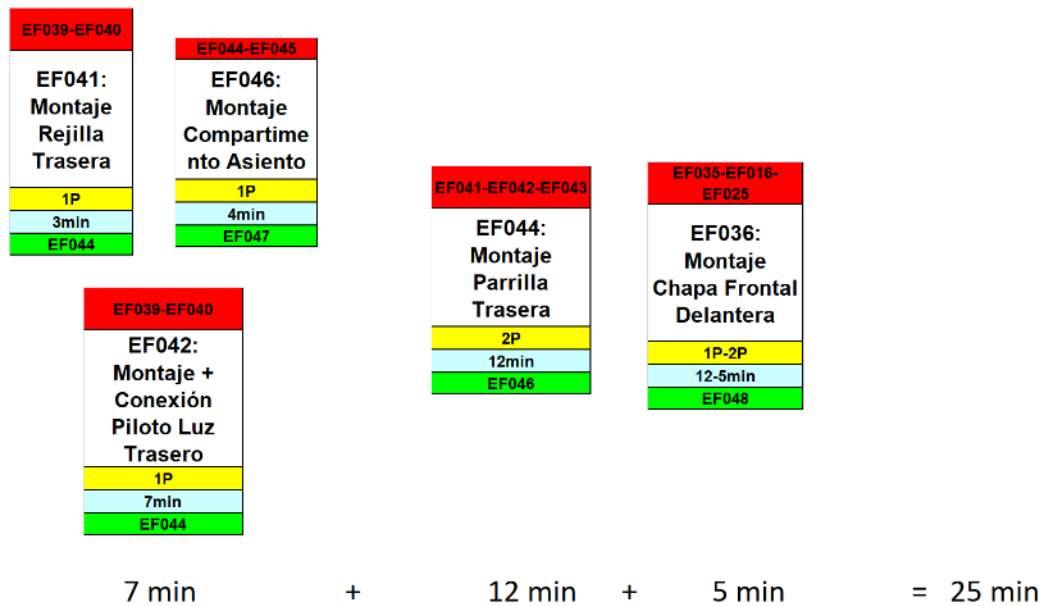 EF039-EF040
EF041:
Montaje
Rejilla
Trasera
1P
3min
EF044
EF044-EF045
EF046:
Montaje
Compartime
nto Asiento
1P
4min
EF047
EF041-EF042-EF043
EF044:
Montaje
Parrilla
Trasera
2P
12min
EF046
EF035-EF016-
EF025
EF036:
Montaje
Chapa Frontal
Delantera
1P-2P
12-5min
EF048
EF039-EF040
EF042:
Montaje +
Conexión
Piloto Luz
Trasero
1P
7min
EF044
7 min + 12 min + 5 min = 25 min